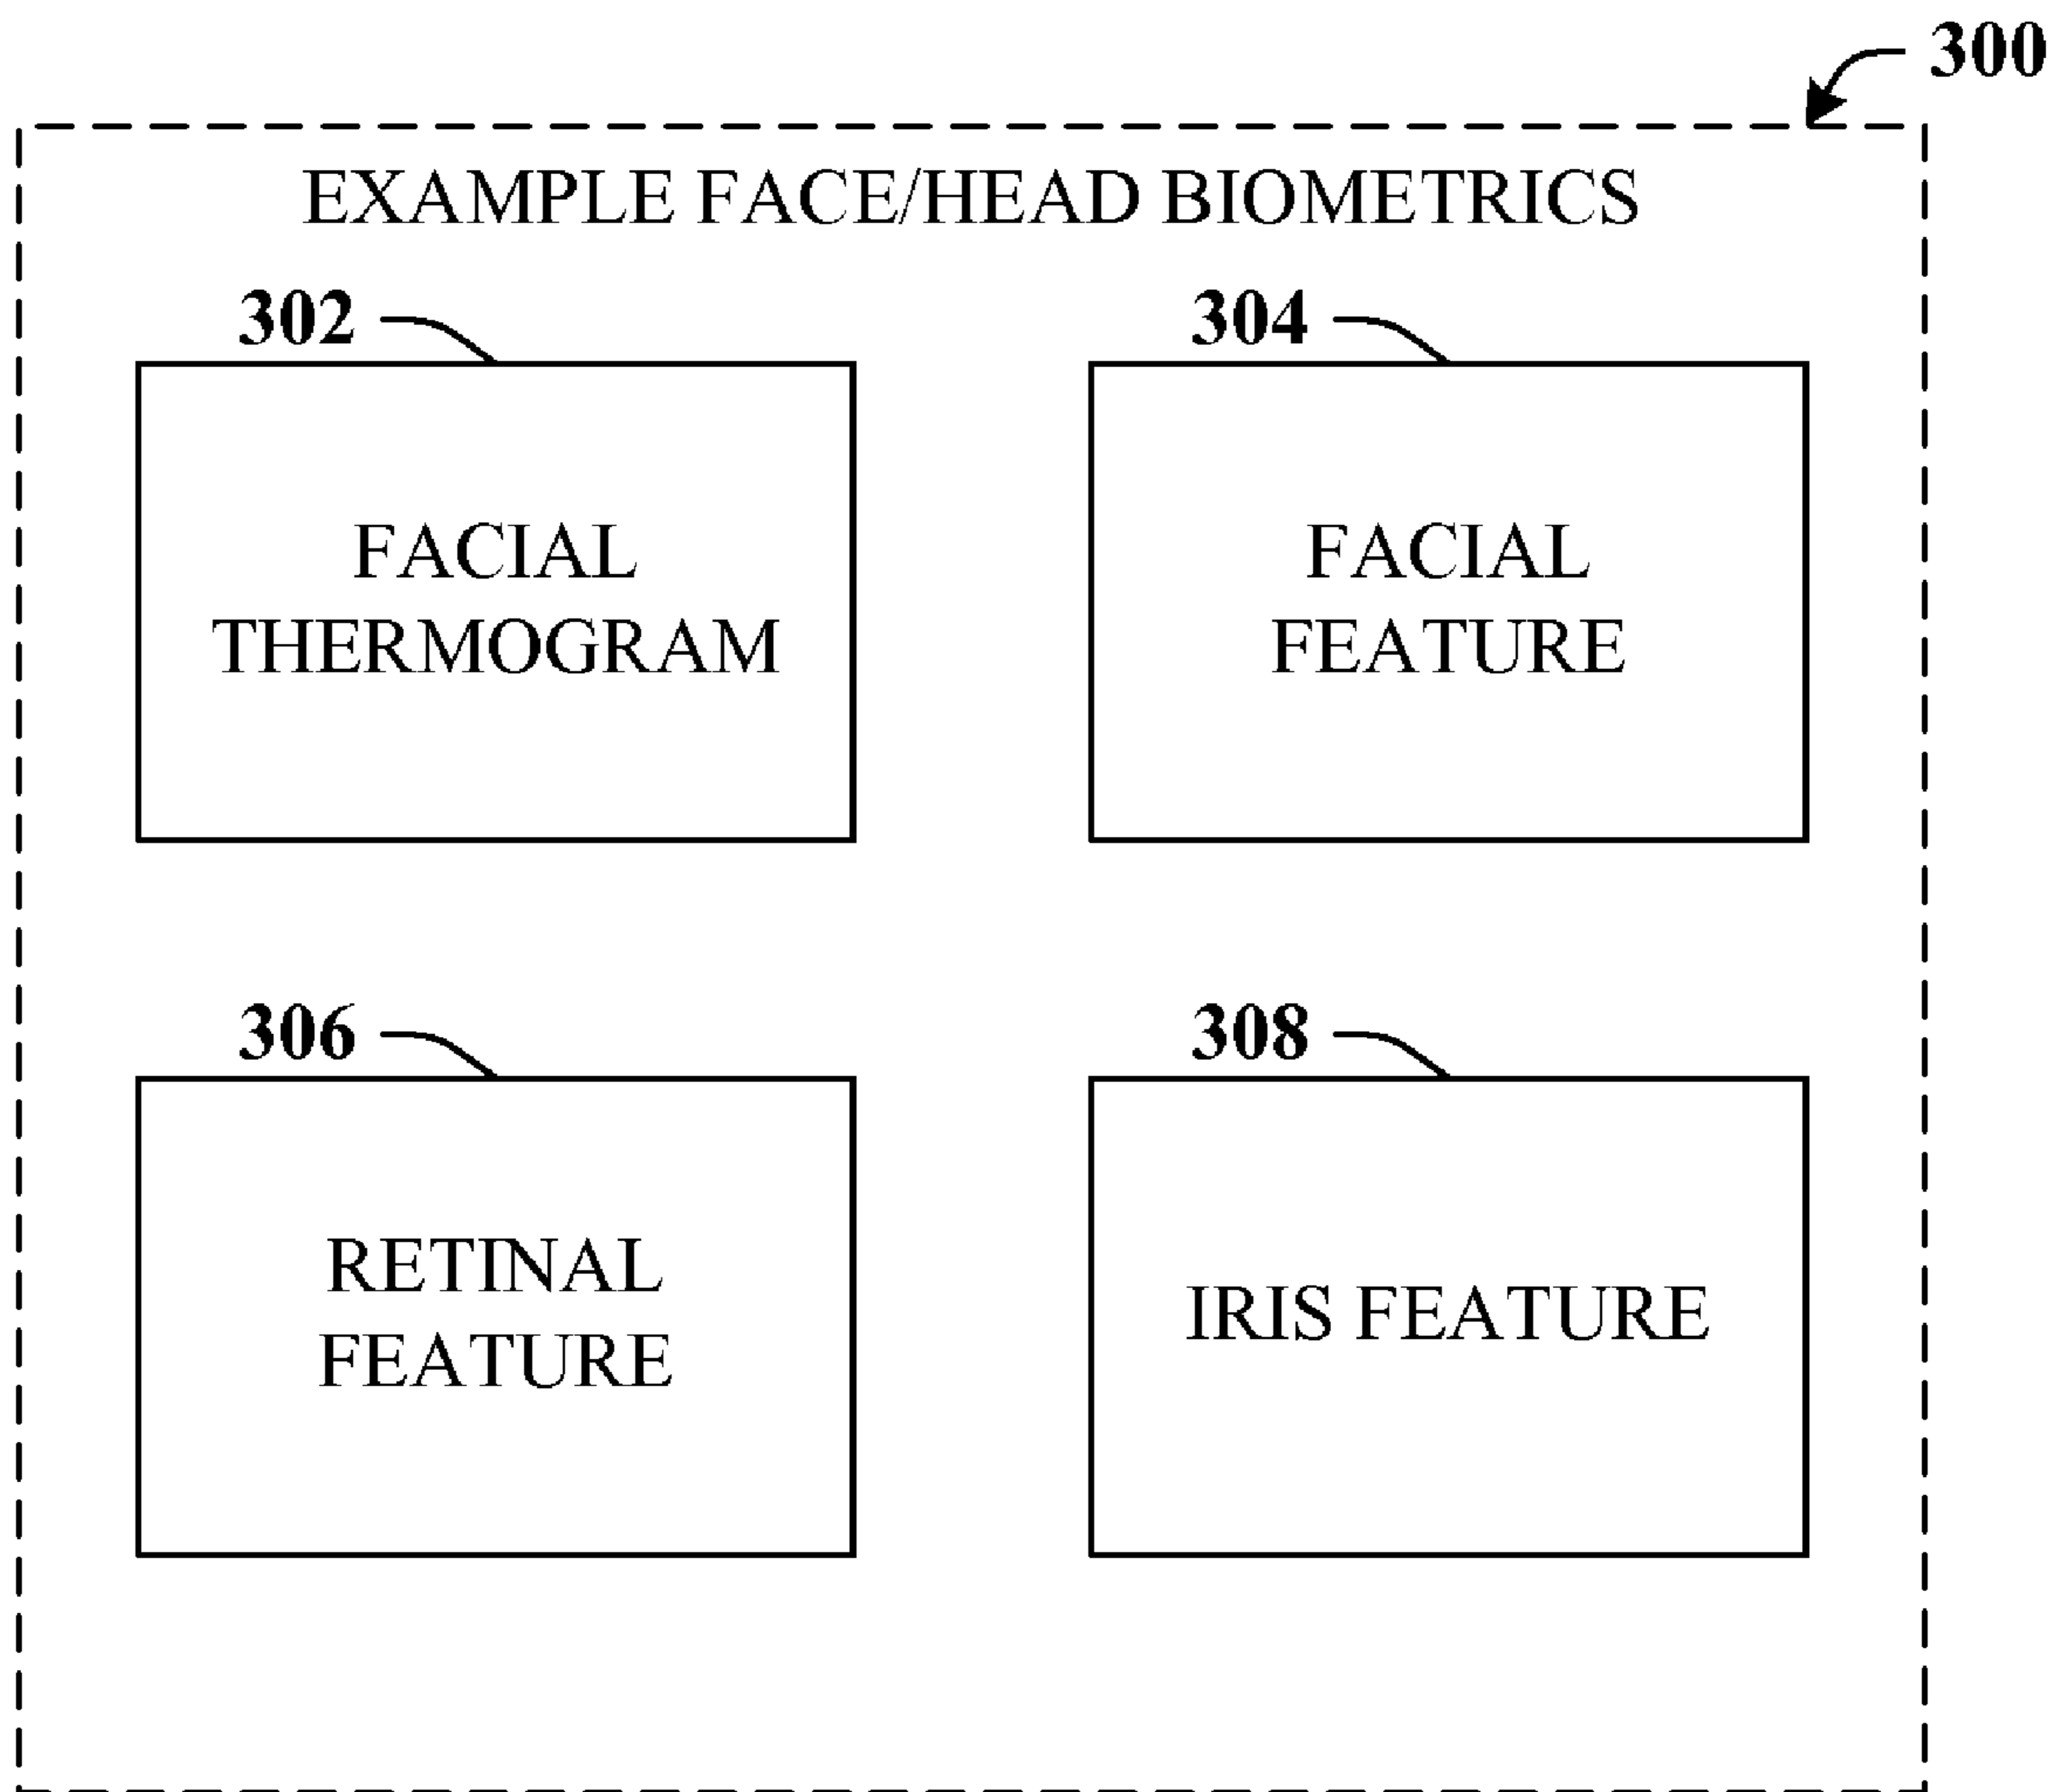 300
EXAMPLE FACE/HEAD BIOMETRICS
302
304
FACIAL
THERMOGRAM
FACIAL
FEATURE
306
308
RETINAL
FEATURE
IRIS FEATURE